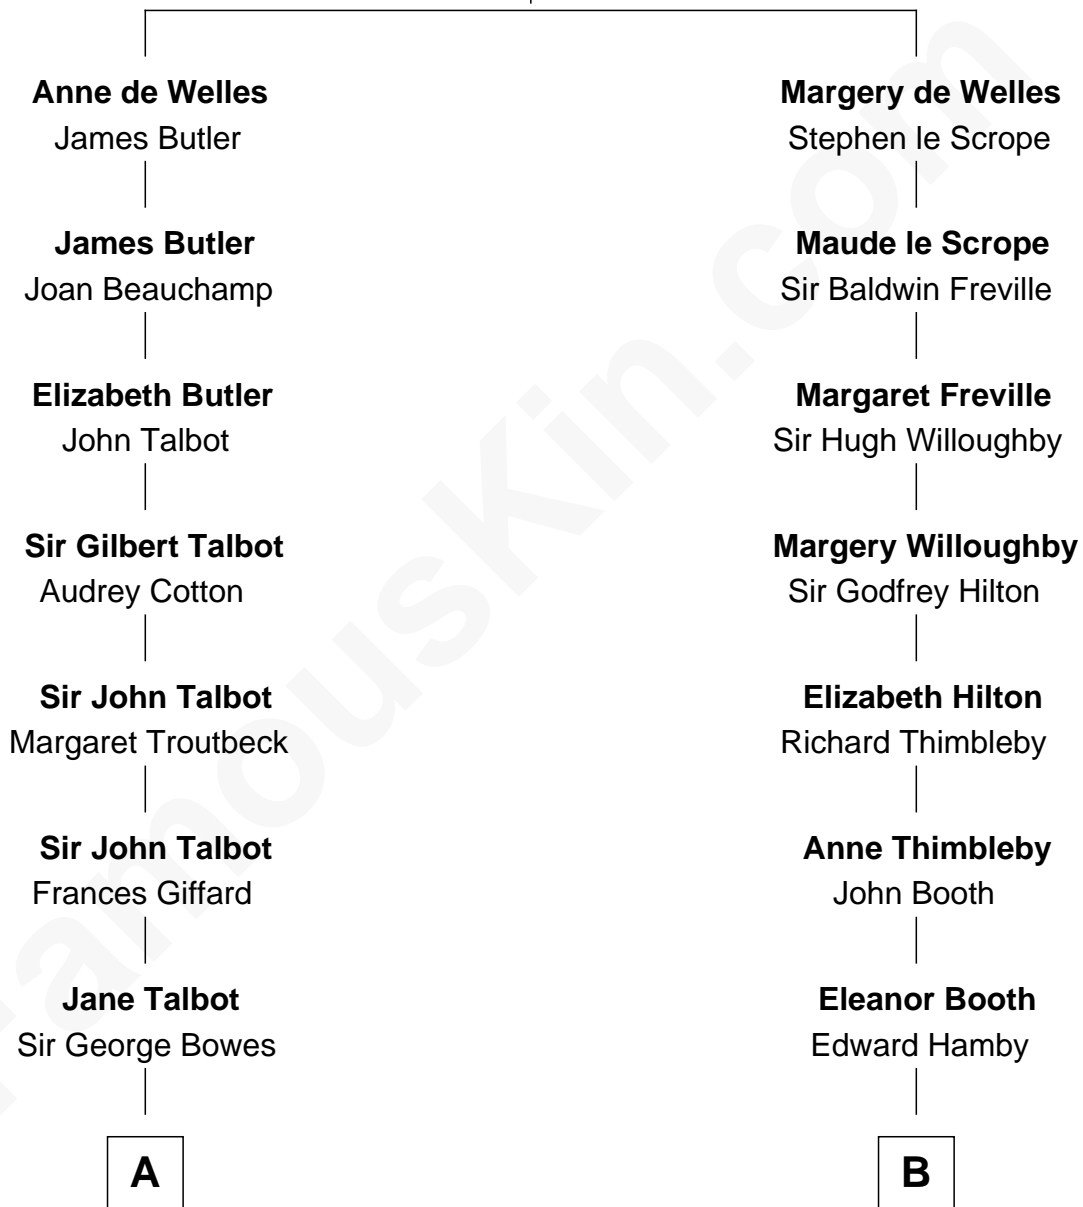 Anne de Welles
James Butler
James Butler
Joan Beauchamp
Elizabeth Butler
John Talbot
Sir Gilbert Talbot
Audrey Cotton
Sir John Talbot
Margaret Troutbeck
Sir John Talbot
Frances Giffard
Jane Talbot
Sir George Bowes
A
Margery de Welles
Stephen le Scrope
Maude le Scrope
Sir Baldwin Freville
Margaret Freville
Sir Hugh Willoughby
Margery Willoughby
Sir Godfrey Hilton
Elizabeth Hilton
Richard Thimbleby
Anne Thimbleby
John Booth
Eleanor Booth
Edward Hamby
B
FamousKin.com